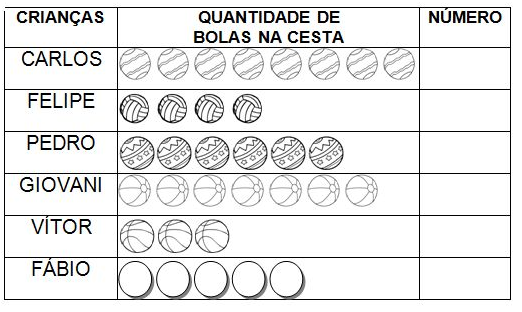 CRIANÇAS QUANTIDADE DE BOLAS NA CESTA NÚMERO
CARLOS
FELIPE
PEDRO
GIOVANI
VÍTOR
FÁBIO